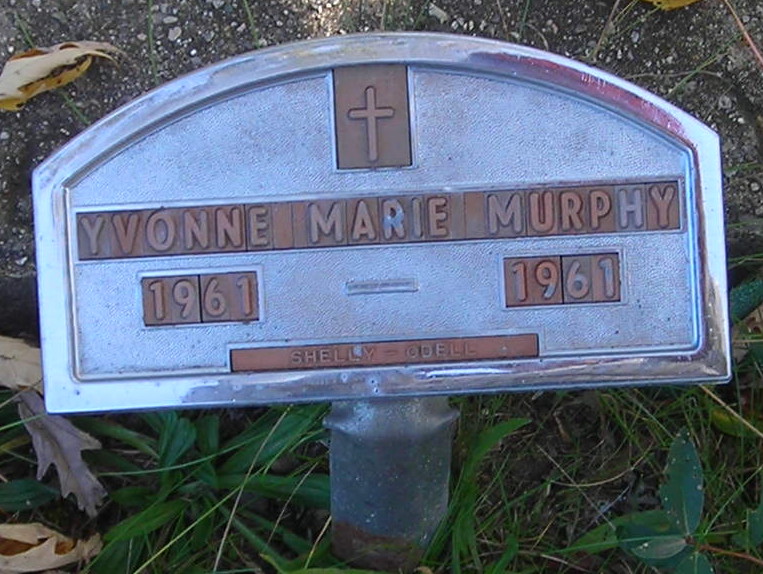 YVONNE MARIE MURPHY
1961 1961
SHELLY - ODELL